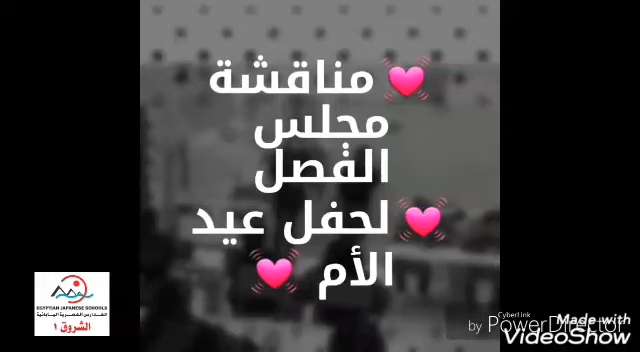 💓 مناقشة
مجلس
الفصل
💓 لحفل عيد
الأم 💓
EGYPTIAN JAPANESE SCHOOLS
المدارس المصرية اليابانية
الشروق ١
CyberLink
by PowerDirector
Made with
VideoShow